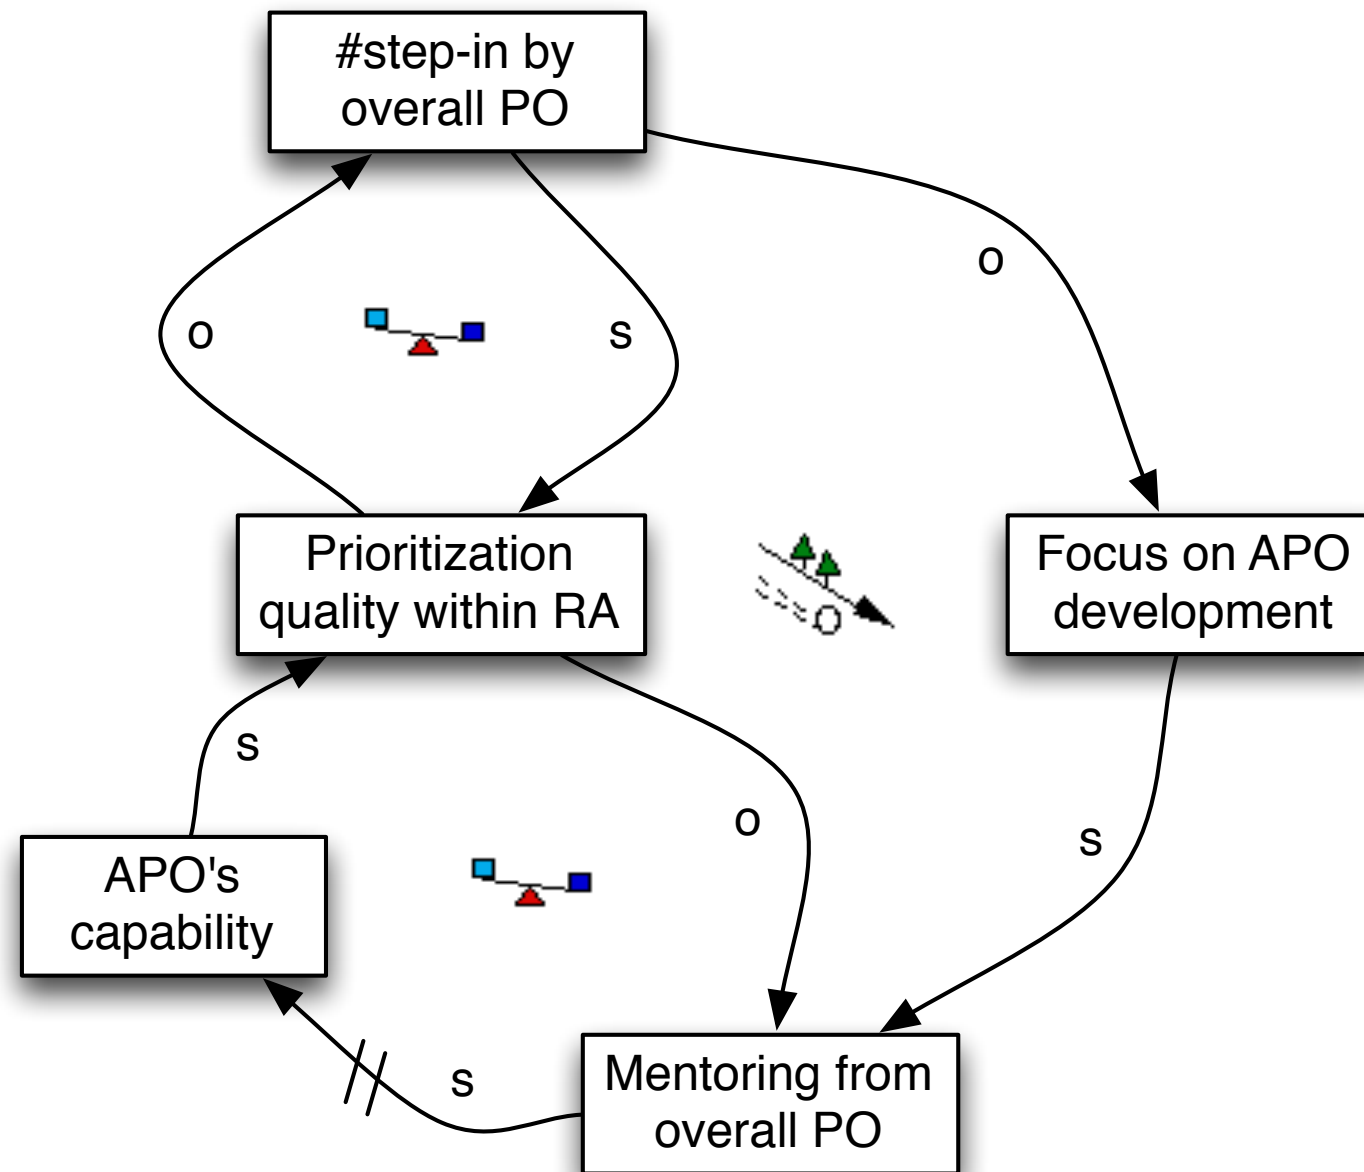 #step-in by
overall PO
o
o
s
Prioritization
quality within RA
Focus on APO
development
s
o
s
APO's
capability
s
Mentoring from
overall PO